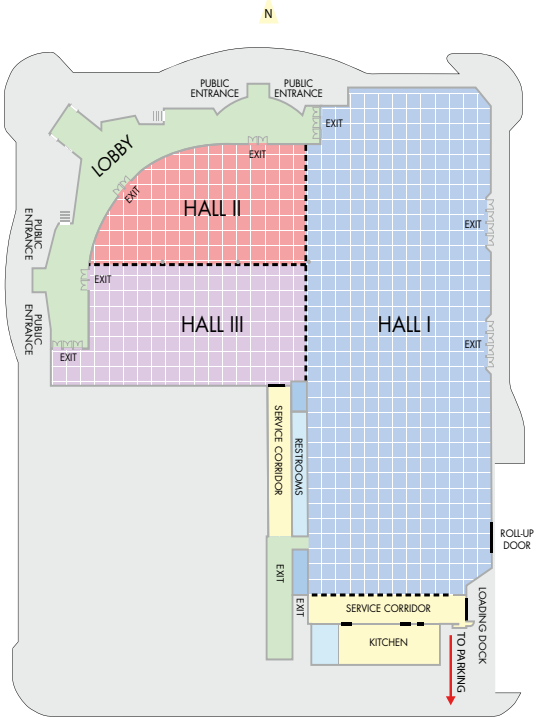 N
PUBLIC
ENTRANCE
PUBLIC
ENTRANCE
EXIT
LOBBY
EXIT
EXIT
HALL II
PUBLIC
ENTRANCE
EXIT
EXIT
HALL III
HALL I
PUBLIC
ENTRANCE
EXIT
EXIT
SERVICE CORRIDOR
RESTROOMS
ROLL-UP
DOOR
EXIT
EXIT
SERVICE CORRIDOR
LOADING DOCK
KITCHEN
TO PARKING